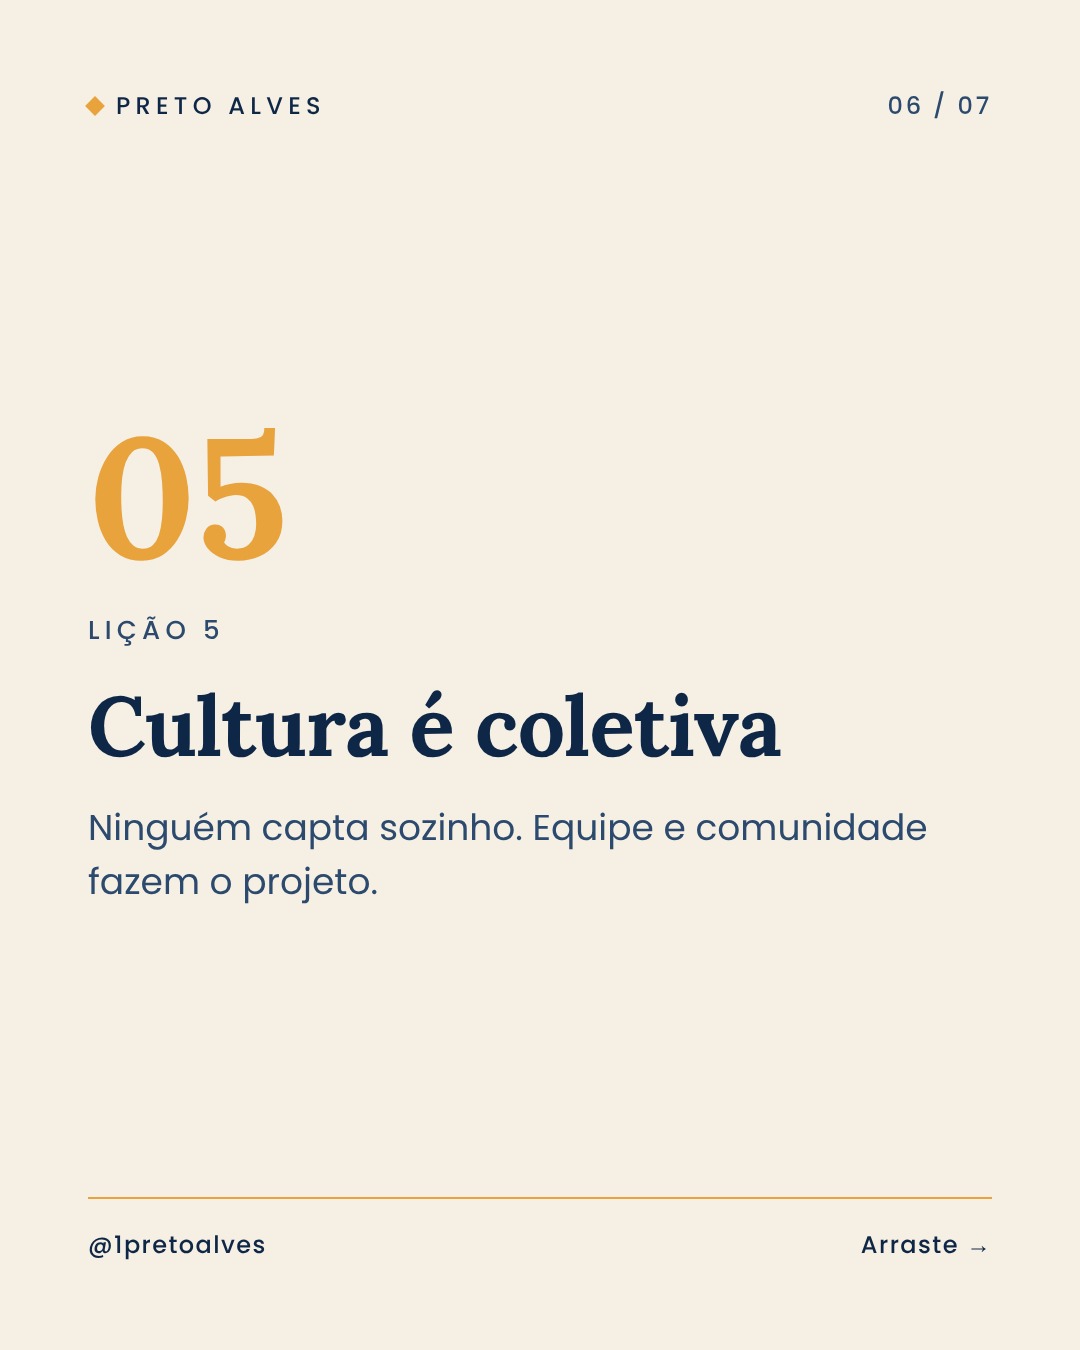 PRETO ALVES
06 / 07
05
LIÇÃO 5
Cultura é coletiva
Ninguém capta sozinho. Equipe e comunidade
fazem o projeto.
@1pretoalves
Arraste →